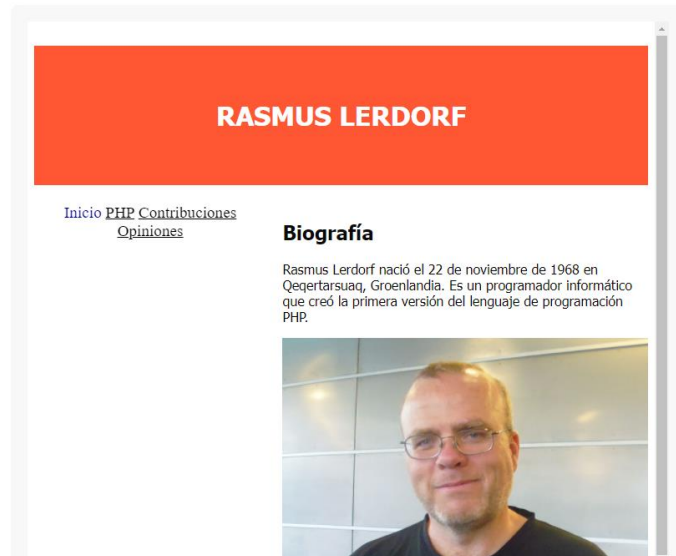 RASMUS LERDORF
Inicio PHP Contribuciones
Opiniones
Biografía
Rasmus Lerdorf nació el 22 de noviembre de 1968 en
Qeqertarsuaq, Groenlandia. Es un programador informático
que creó la primera versión del lenguaje de programación
PHP.